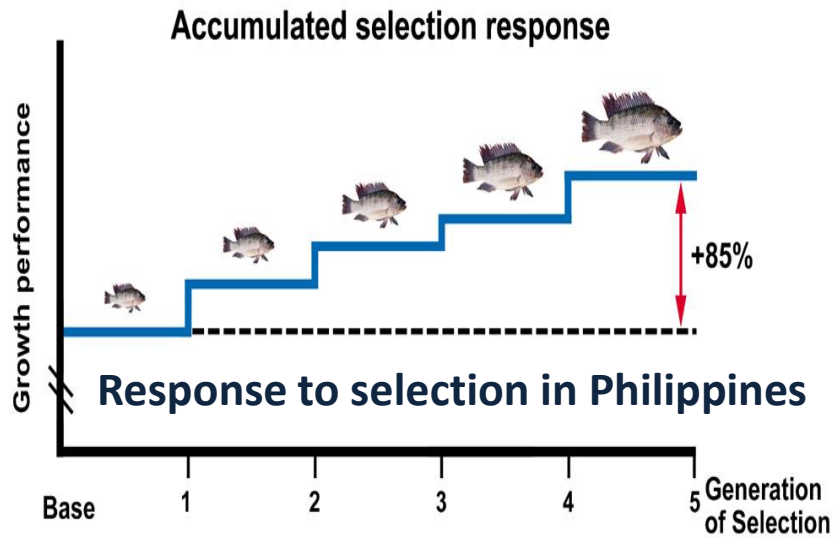 Accumulated selection response
Growth performance
+85%
Response to selection in Philippines
Base 1 2 3 4 5 Generation
of Selection